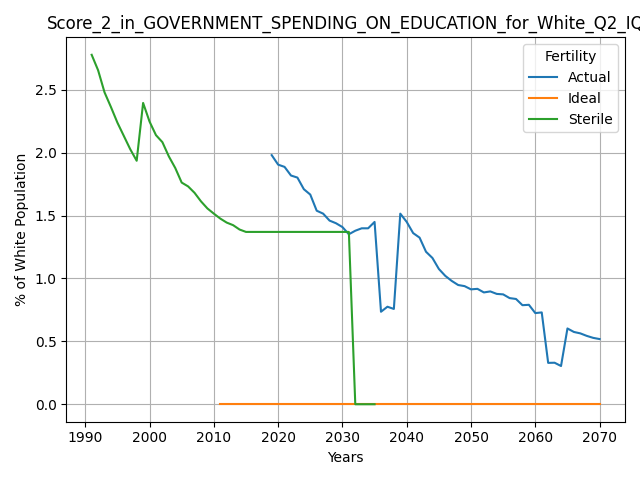 Score_2_in_GOVERNMENT_SPENDING_ON_EDUCATION_for_White_Q2_IQ
Fertility
Actual
Ideal
Sterile
% of White Population
2.5
2.0
1.5
1.0
0.5
0.0
1990 2000 2010 2020 2030 2040 2050 2060 2070
Years